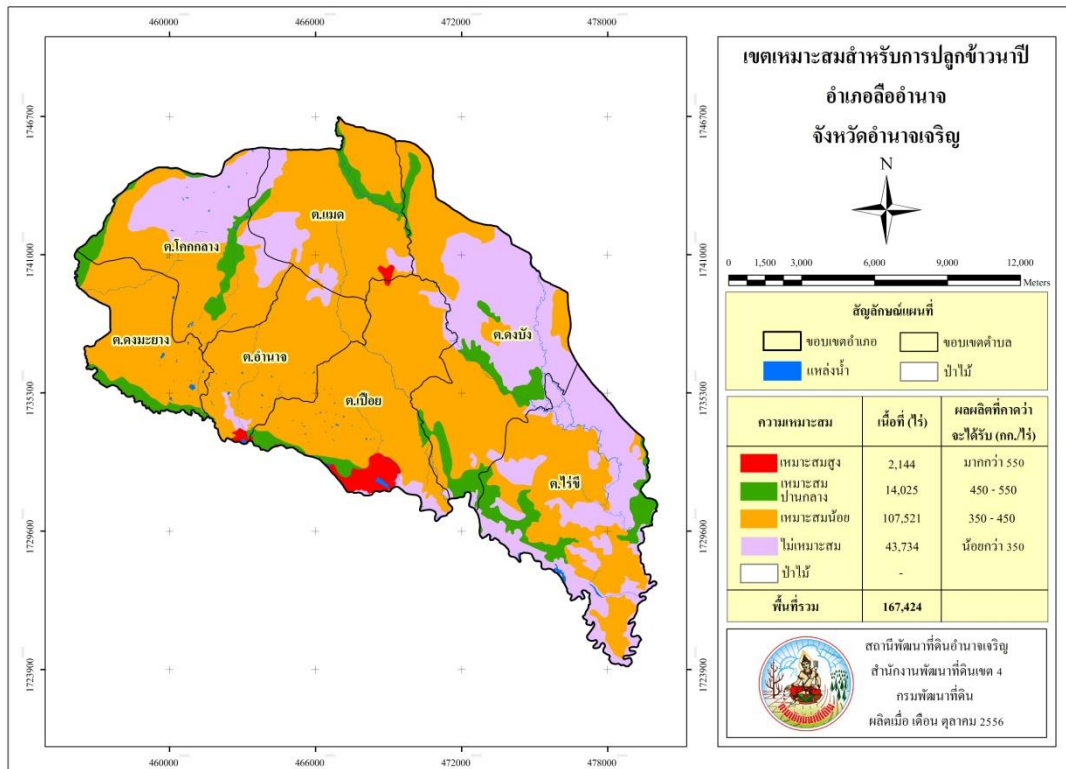 460000 466000 472000 478000
1746700
1741000
1735300
1729600
1723900
ต.แมด
ต.โคกกลาง
ต.ดงบัง
ต.ดงมะยาง
ต.อำนาจ
ต.เปือย
ต.ไร่ขี
1746700
1741000
1735300
1729600
1723900
460000 466000 472000 478000
เขตเหมาะสมสำหรับการปลูกข้าวนาปี
อำเภอลืออำนาจ
จังหวัดอำนาจเจริญ
N
0 1,500 3,000 6,000 9,000 12,000
Meters
สัญลักษณ์แผนที่
ขอบเขตอำเภอ ขอบเขตตำบล
แหล่งน้ำ ป่าไม้
ความเหมาะสม เนื้อที่ (ไร่) ผลผลิตที่คาดว่า
จะได้รับ (กก./ไร่)
เหมาะสมสูง 2,144 มากกว่า 550
เหมาะสม
ปานกลาง 14,025 450 - 550
เหมาะสมน้อย 107,521 350 - 450
ไม่เหมาะสม 43,734 น้อยกว่า 350
ป่าไม้ -
พื้นที่รวม 167,424
สถานีพัฒนาที่ดินอำนาจเจริญ
สำนักงานพัฒนาที่ดินเขต 4
กรมพัฒนาที่ดิน
ผลิตเมื่อ เดือน ตุลาคม 2556